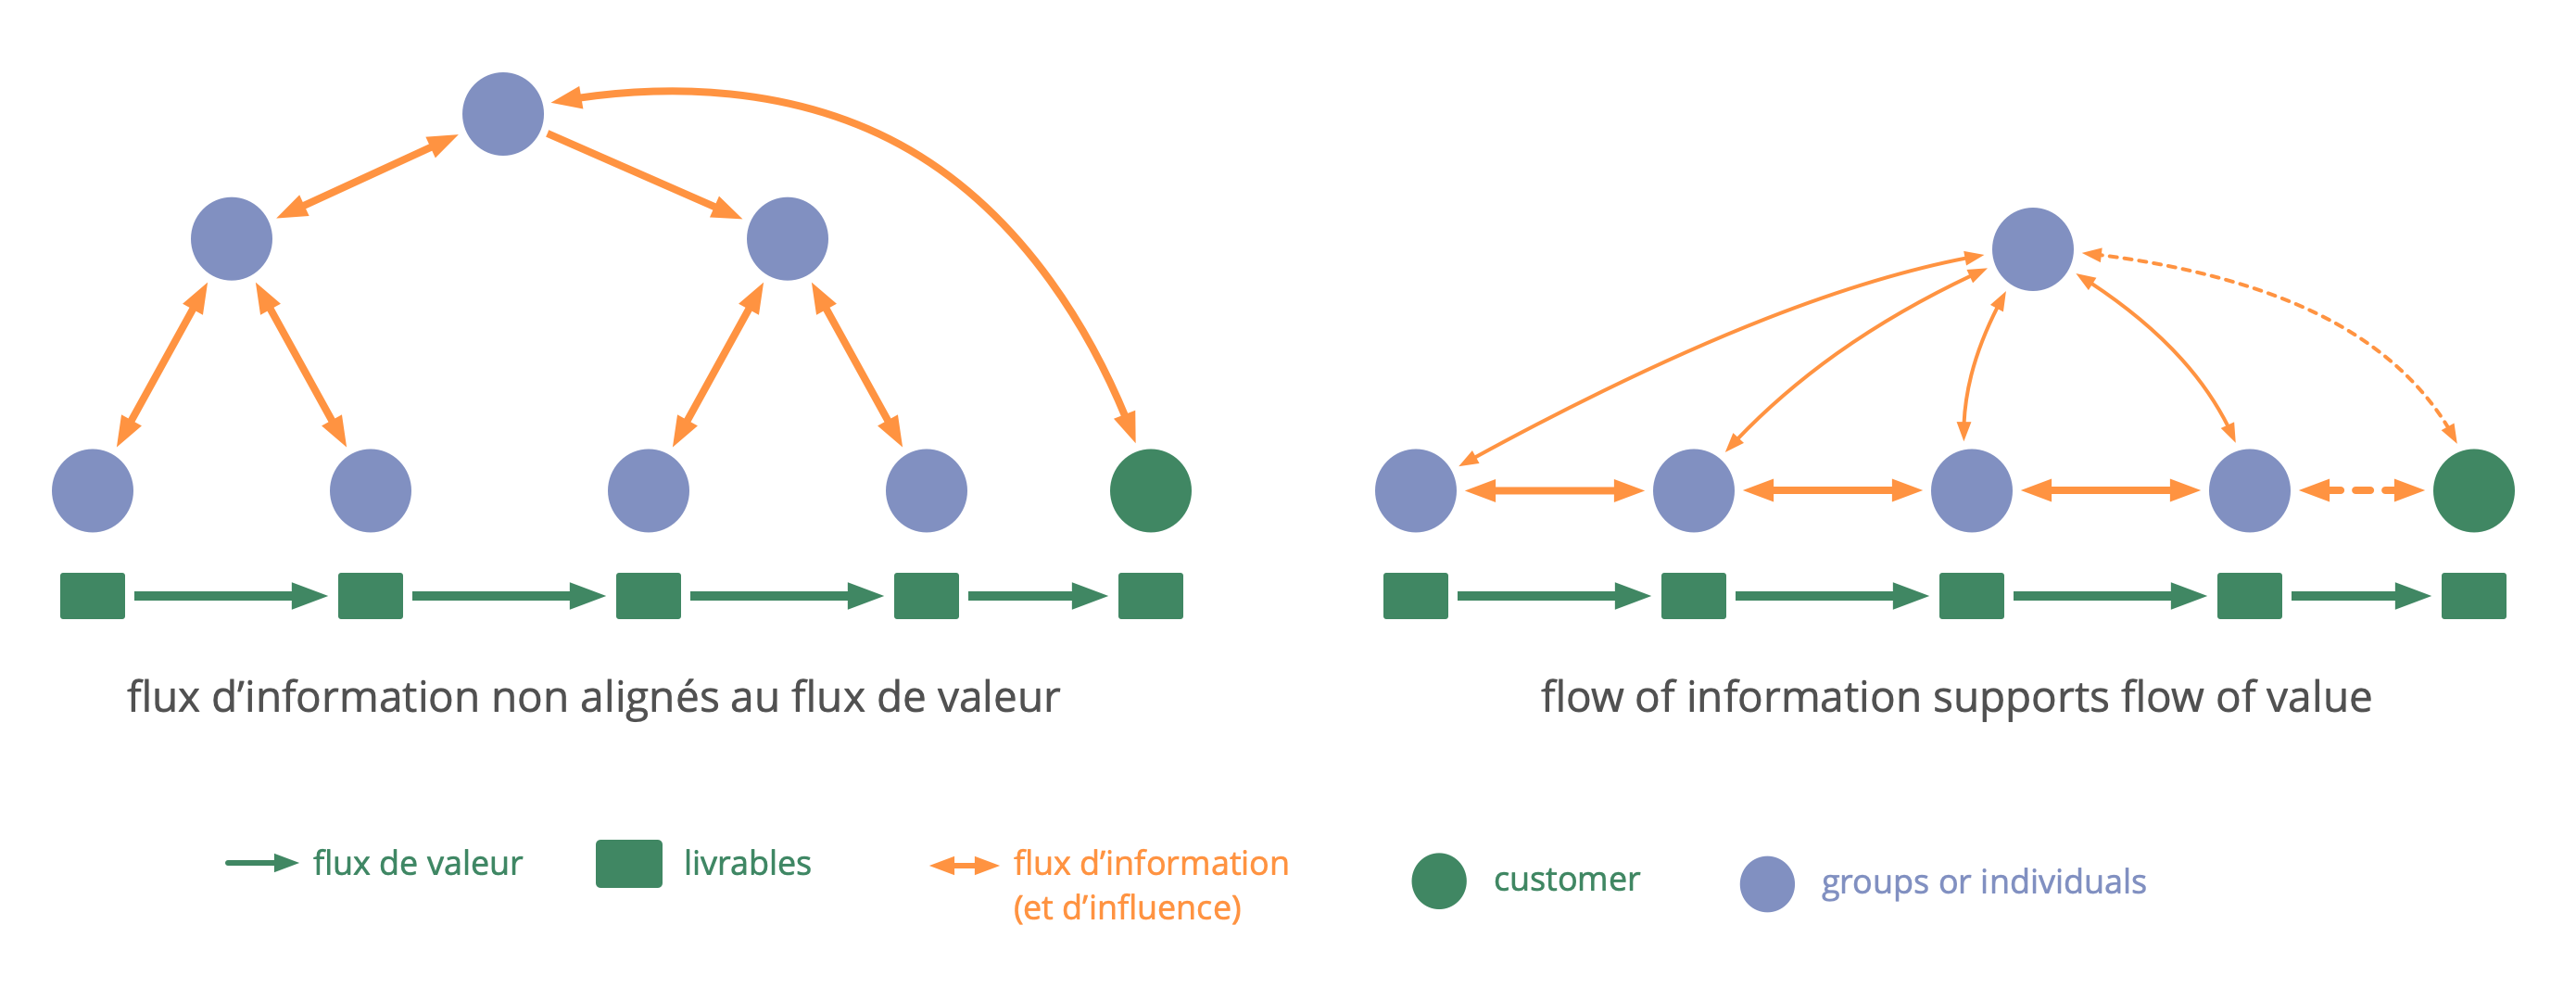 flux d’information non alignés au flux de valeur
flow of information supports flow of value
flux de valeur
livrables
flux d’information
(et d’influence)
customer
groups or individuals